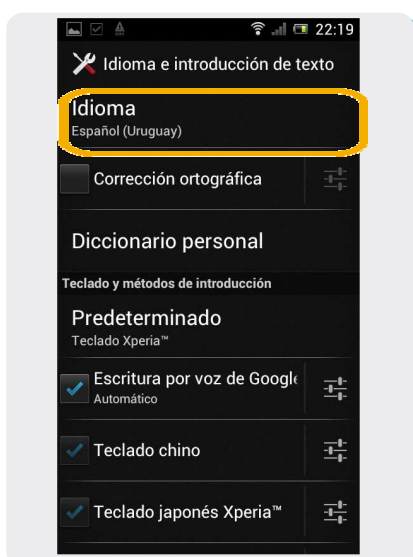 22:19
Idioma e introducción de texto
Idioma
Español (Uruguay)
Corrección ortográfica
Diccionario personal
Teclado y métodos de introducción
Predeterminado
Teclado Xperia™
Escritura por voz de Google
Automático
Teclado chino
Teclado japonés Xperia™